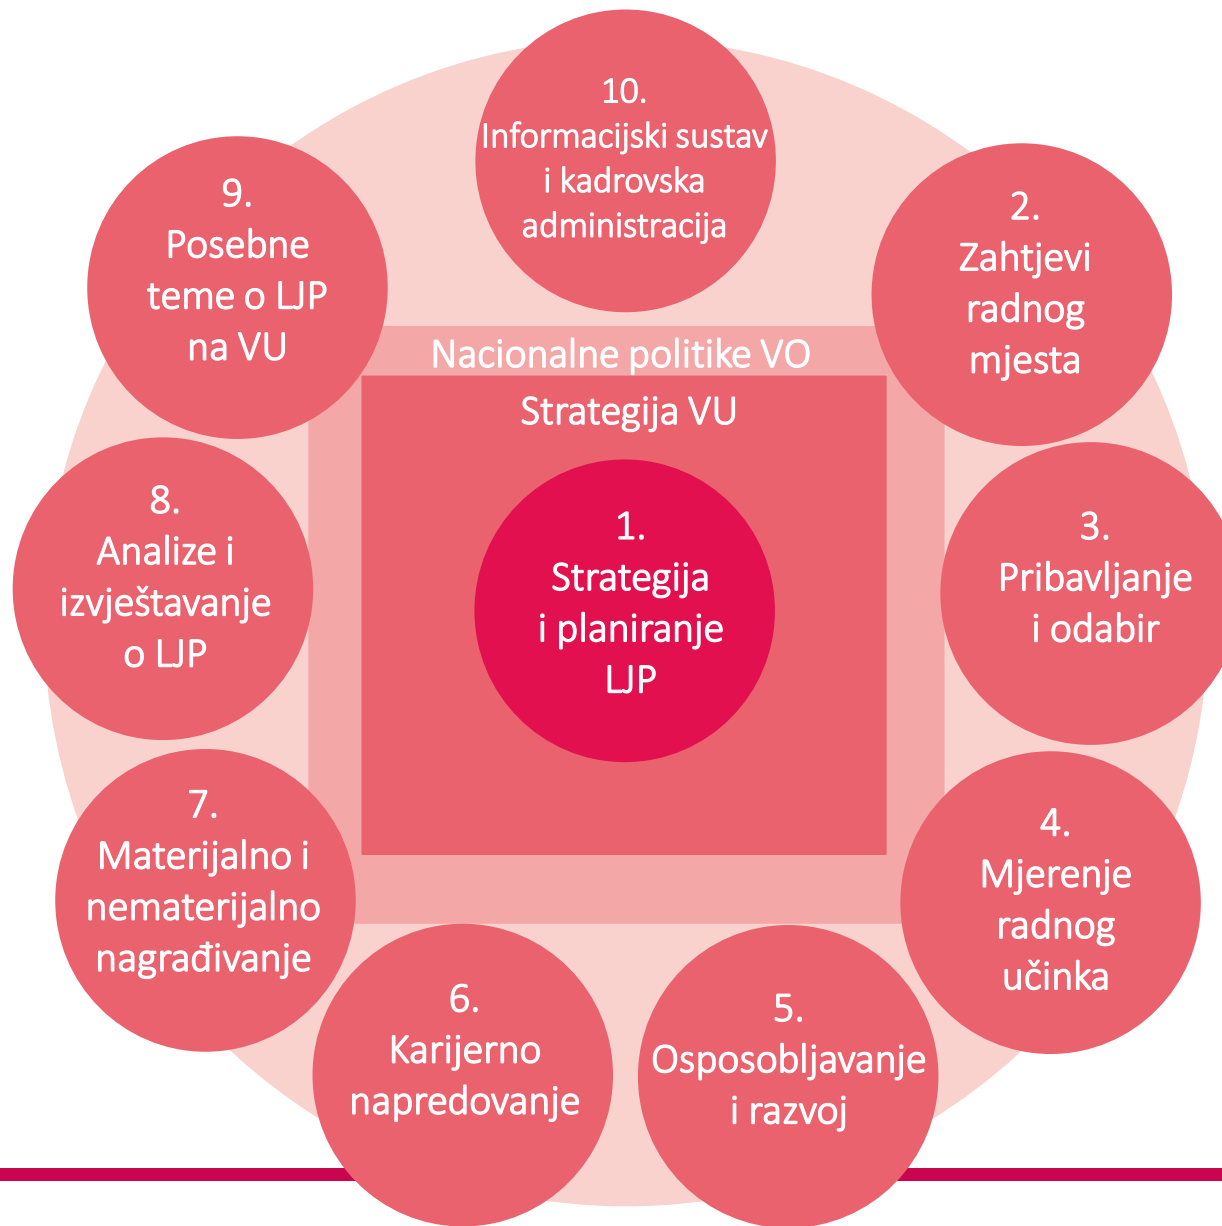 10.
Informacijski sustav
i kadrovska
administracija
9.
Posebne
teme o LJP
na VU
2.
Zahtjevi
radnog
mjesta
Nacionalne politike VO
Strategija VU
1.
Strategija
i planiranje
LJP
8.
Analize i
izvještavanje
o LJP
3.
Pribavljanje
i odabir
7.
Materijalno i
nematerijalno
nagrađivanje
4.
Mjerenje
radnog
učinka
6.
Karijerno
napredovanje
5.
Osposobljavanje
i razvoj